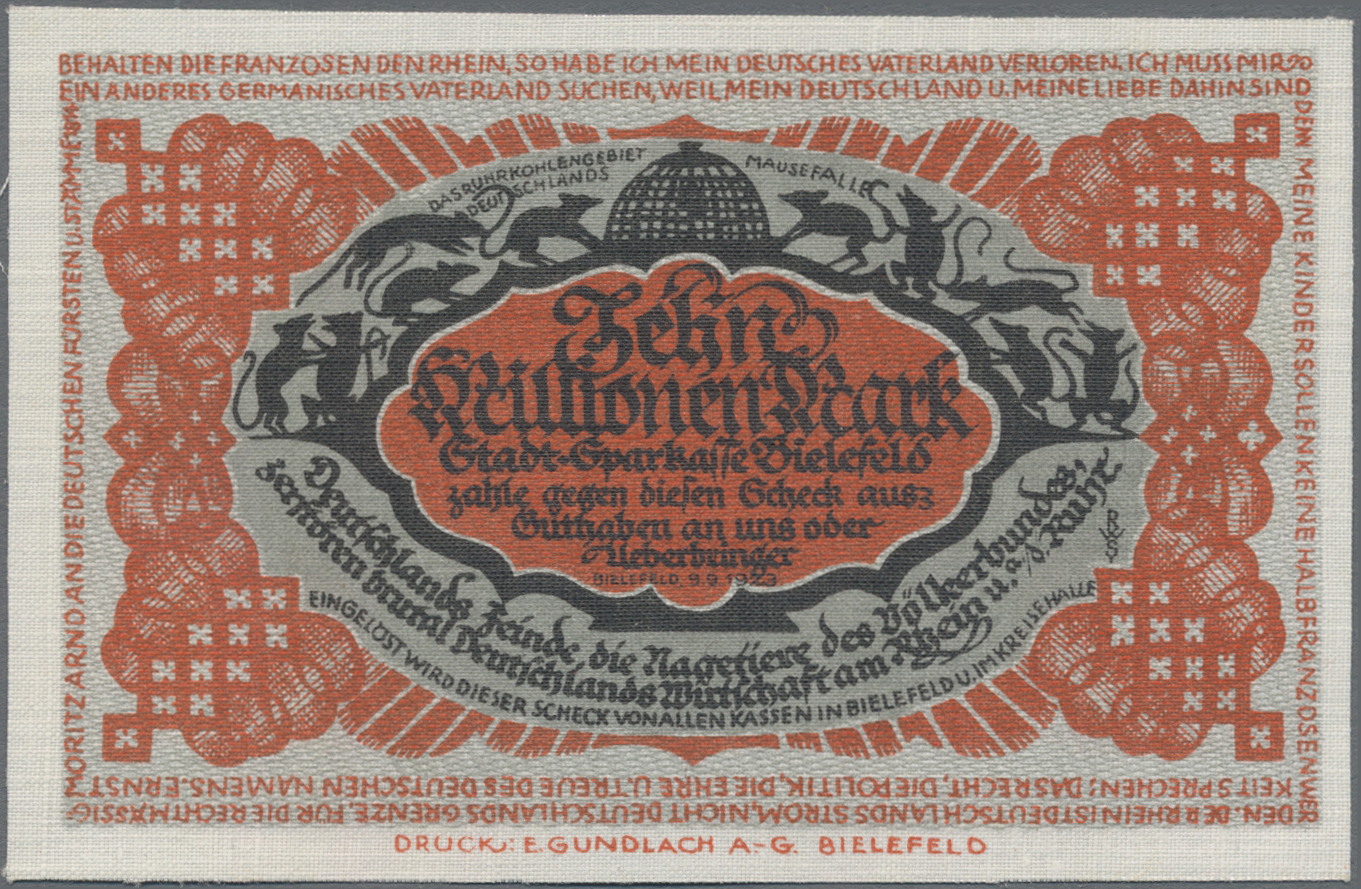 BEHALTEN DIE FRANZOSEN DEN RHEIN, SO HABE ICH MEIN DEUTSCHES VATERLAND VERLOREN. ICH MUSS MIR SO
EIN ANDERES GERMANISCHES VATERLAND SUCHEN, WEIL MEIN DEUTSCHLAND U. MEINE LIEBE DAHIN SIND
DENN MEINE KINDER SOLLEN KEINE HALBFRANZOSEN WER
DEN. DER RHEIN IST DEUTSCHLANDS STROM, NICHT DEUTSCHLANDS GRENZE, FÜR DIE RECHTMÄSSIG-
KEIT SPRECHEN: DAS RECHT, DIE POLITIK, DIE EHRE U. TREUE DES DEUTSCHEN NAMENS. ERNST-
MORITZ ARND AN DIE DEUTSCHEN FÜRSTEN U. STÄMME
DAS RUHRKOHLENGEBIET
DEUTSCHLANDS
MAUSEFALLE
Zehn
Millionen Mark
Stadt-Sparkasse Bielefeld
zahle gegen diesen Scheck aus
Guthaben an uns oder
Ueberbringer
BIELEFELD, 9.9.1923
Deutschlands Feinde, die Nagetiere des Völkerbundes,
zerstören brutal Deutschlands Wirtschaft am Rhein u. a/d. Ruhr
EINGELÖST WIRD DIESER SCHECK VON ALLEN KASSEN IN BIELEFELD U. IM KREISE HALLE
DRUCK: E. GUNDLACH A-G. BIELEFELD